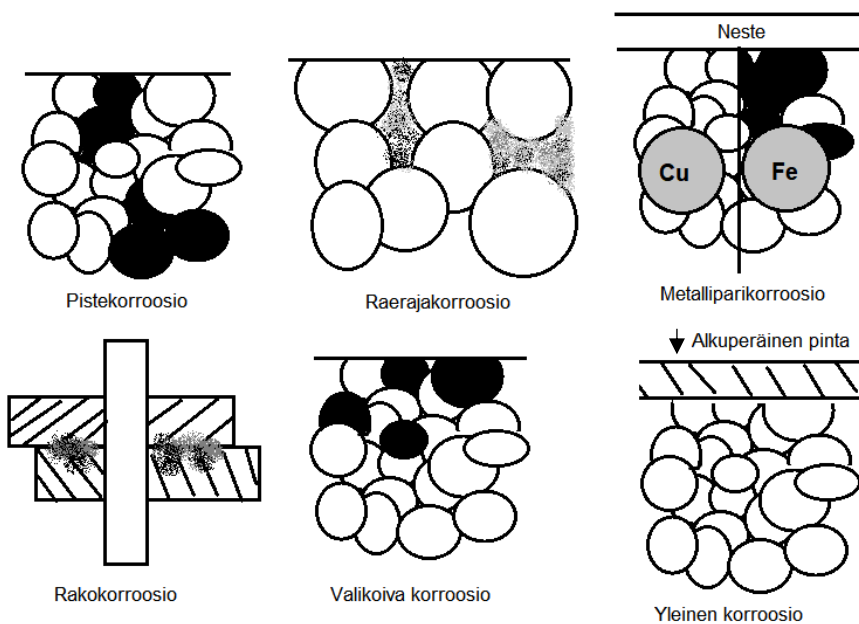 Neste
Cu
Fe
Pistekorroosio
Raerajakorroosio
Metalliparikorroosio
Alkuperäinen pinta
Rakokorroosio
Valikoiva korroosio
Yleinen korroosio